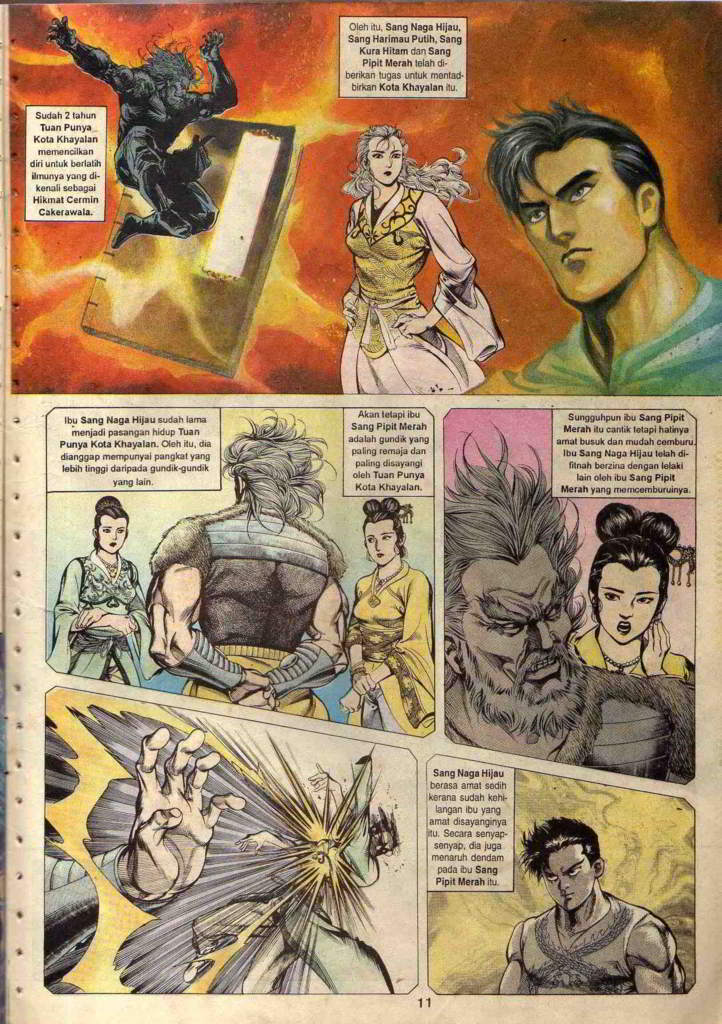 Sudah 2 tahun
Tuan Punya
Kota Khayalan
memencilkan
diri untuk berlatih
ilmunya yang di-
kenali sebagai
Hikmat Cermin
Cakerawala.
Oleh itu, Sang Naga Hijau,
Sang Harimau Putih, Sang
Kura Hitam dan Sang
Pipit Merah telah di-
berikan tugas untuk mentad-
birkan Kota Khayalan itu.
Ibu Sang Naga Hijau sudah lama
menjadi pasangan hidup Tuan
Punya Kota Khayalan. Oleh itu, dia
dianggap mempunyai pangkat yang
lebih tinggi daripada gundik-gundik
yang lain.
Akan tetapi ibu
Sang Pipit Merah
adalah gundik yang
paling remaja dan
paling disayangi
oleh Tuan Punya
Kota Khayalan.
Sungguhpun ibu Sang Pipit
Merah itu cantik tetapi hatinya
amat busuk dan mudah cemburu.
Ibu Sang Naga Hijau telah di-
fitnah berzina dengan lelaki
lain oleh ibu Sang Pipit
Merah yang mencemburuinya.
Sang Naga Hijau
berasa amat sedih
kerana sudah kehi-
langan ibu yang
amat disayanginya
itu. Secara senyap-
senyap, dia juga
menaruh dendam
pada ibu Sang
Pipit Merah itu.
11